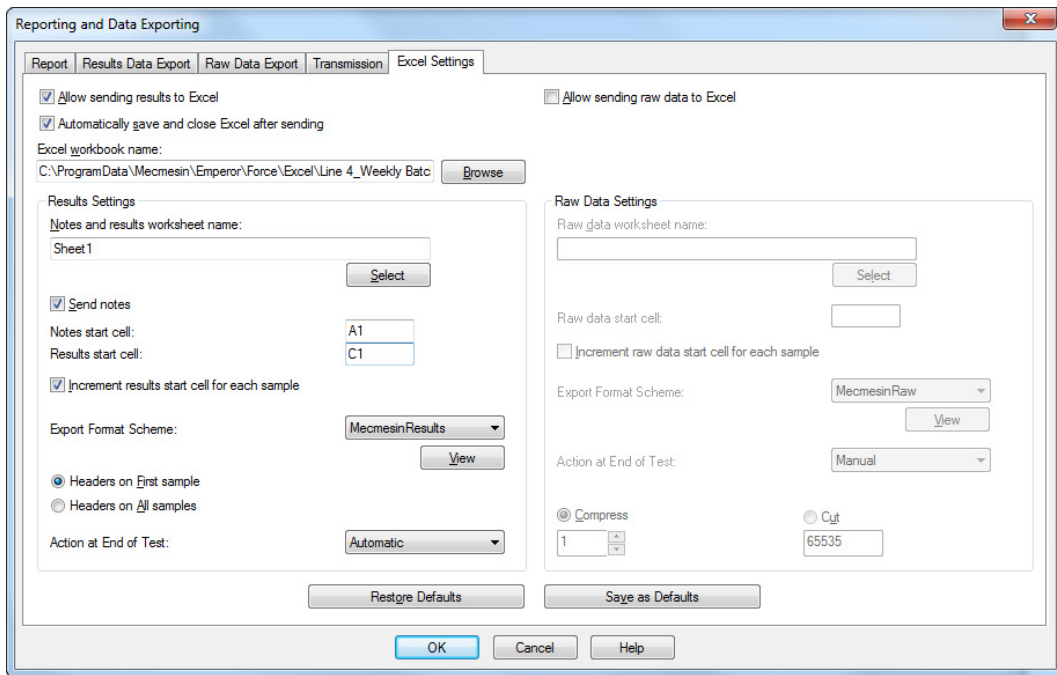 Reporting and Data Exporting
Report Results Data Export Raw Data Export Transmission Excel Settings
Allow sending results to Excel
Allow sending raw data to Excel
Automatically save and close Excel after sending
Excel workbook name:
C:\ProgramData\Mecmesin\Emperor\Force\Excel\Line 4_Weekly Batc Browse
Results Settings
Notes and results worksheet name:
Sheet1
Select
Send notes
Notes start cell: A1
Results start cell: C1
Increment results start cell for each sample
Export Format Scheme: MecmesinResults
View
Headers on First sample
Headers on All samples
Action at End of Test: Automatic
Raw Data Settings
Raw data worksheet name:
Select
Raw data start cell:
Increment raw data start cell for each sample
Export Format Scheme: MecmesinRaw
View
Action at End of Test: Manual
Compress Cut
1 65535
Restore Defaults Save as Defaults
OK Cancel Help